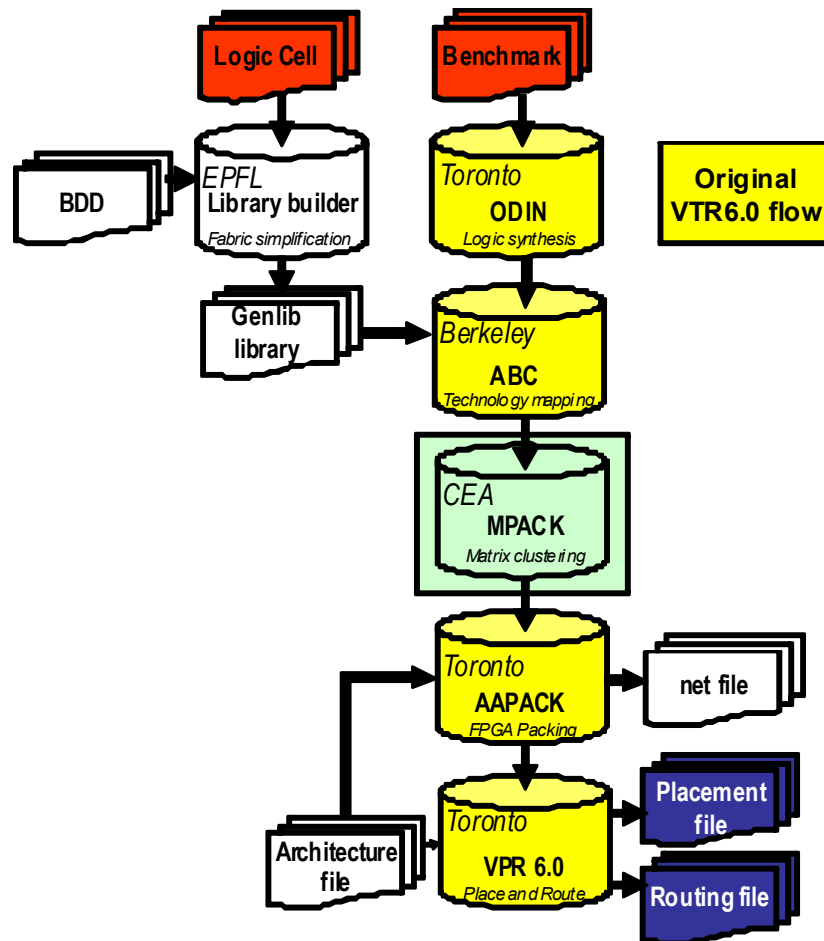 Logic Cell
Benchmark
BDD
EPFL
Library builder
Fabric simplification
Toronto
ODIN
Logic synthesis
Original
VTR6.0 flow
Genlib
library
Berkeley
ABC
Technology mapping
CEA
MPACK
Matrix clustering
Toronto
AAPACK
FPGA Packing
net file
Architecture
file
Toronto
VPR 6.0
Place and Route
Placement
file
Routing file